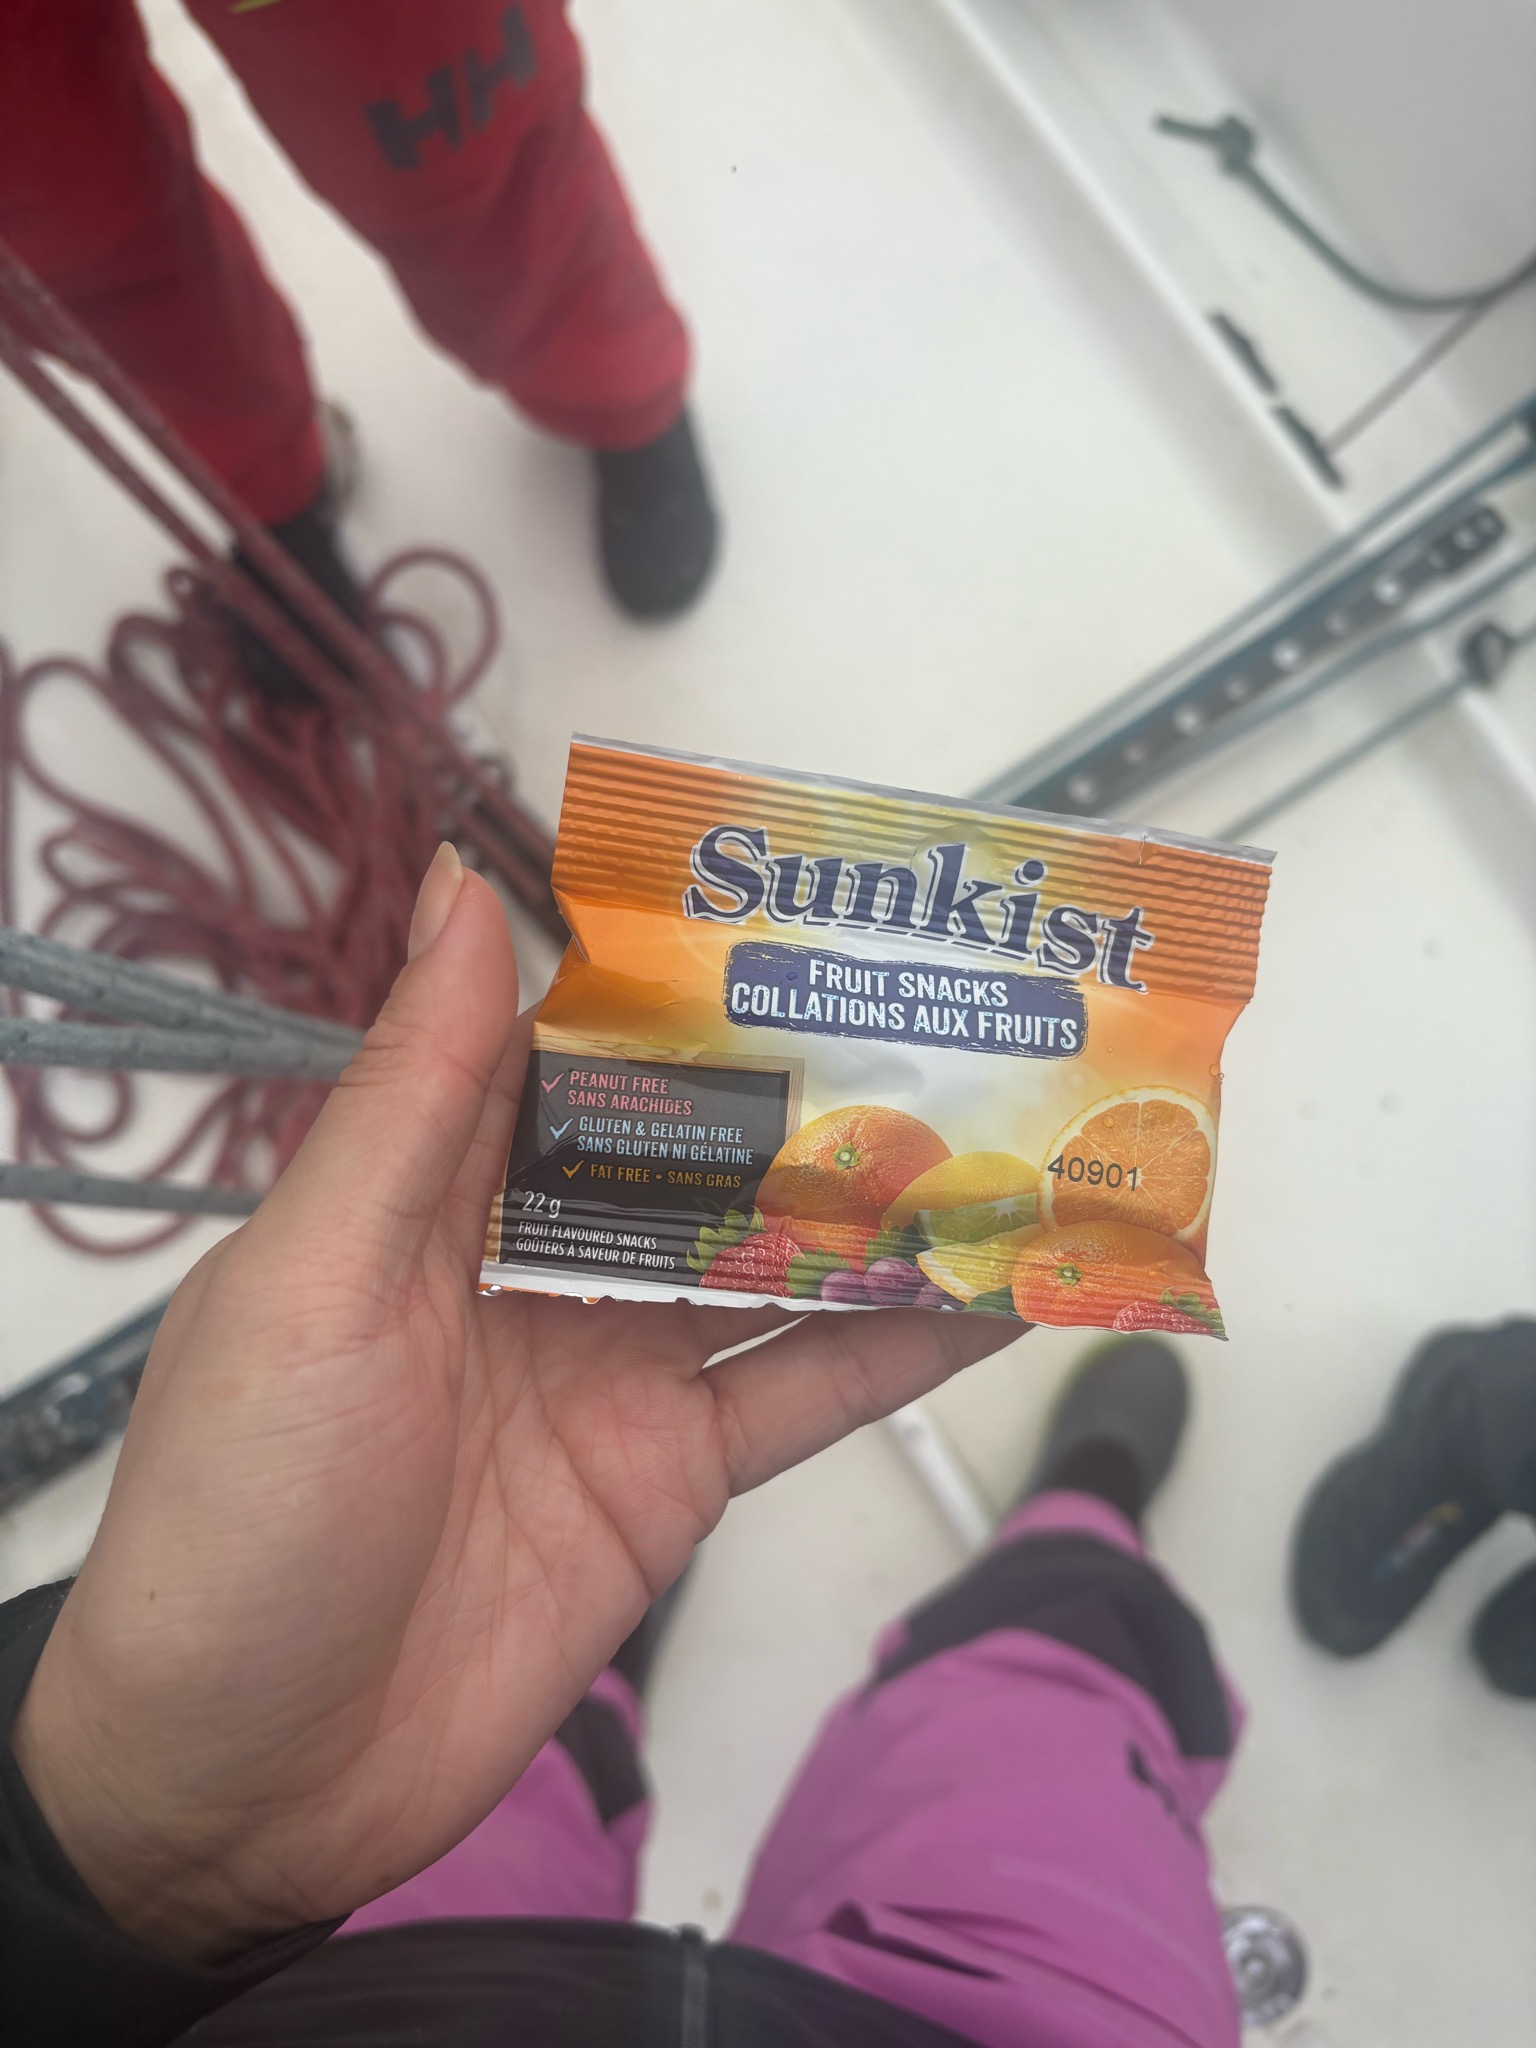 HH
Sunkist
FRUIT SNACKS
COLLATIONS AUX FRUITS
PEANUT FREE
SANS ARACHIDES
GLUTEN & GELATIN FREE
SANS GLUTEN NI GÉLATINE
FAT FREE • SANS GRAS
40901
22 g
FRUIT FLAVOURED SNACKS
GOÛTERS À SAVEUR DE FRUITS